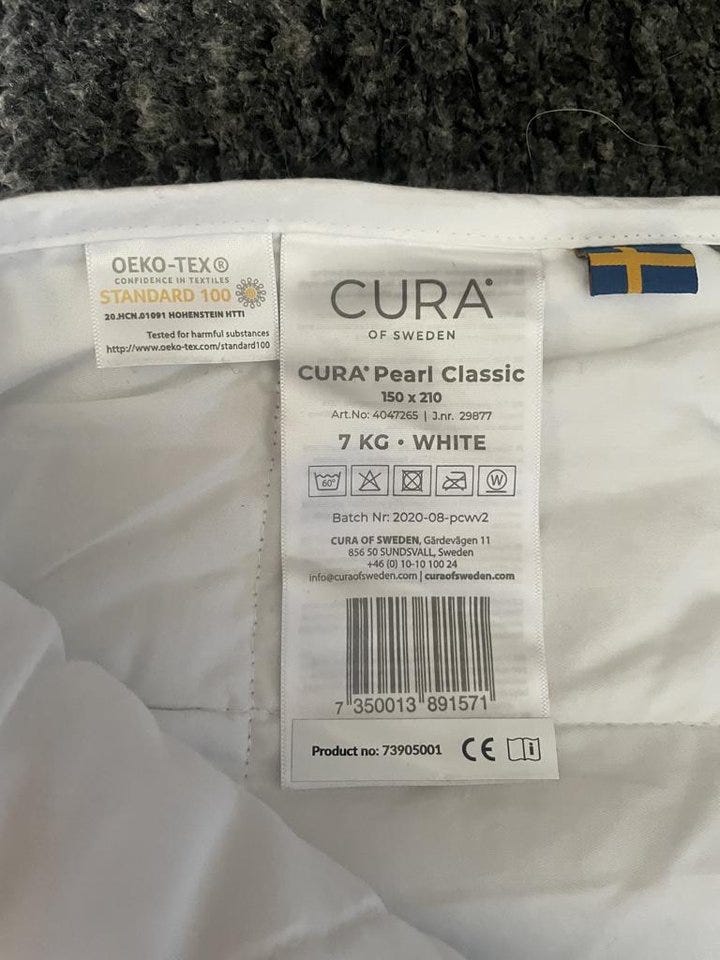 OEKO-TEX®
CONFIDENCE IN TEXTILES
STANDARD 100
20.HCN.01091 HOHENSTEIN HTTI
Tested for harmful substances
http://www.oeko-tex.com/standard100
CURA
OF SWEDEN
CURA Pearl Classic
150 x 210
Art.No: 4047265 | J.nr. 29877
7 KG • WHITE
60° W
Batch Nr: 2020-08-pcwv2
CURA OF SWEDEN, Gärdevägen 11
856 50 SUNDSVALL, Sweden
+46 (0) 10-10 100 24
info@curaofsweden.com | curaofsweden.com
7 350013 891571
Product no: 73905001 CE i